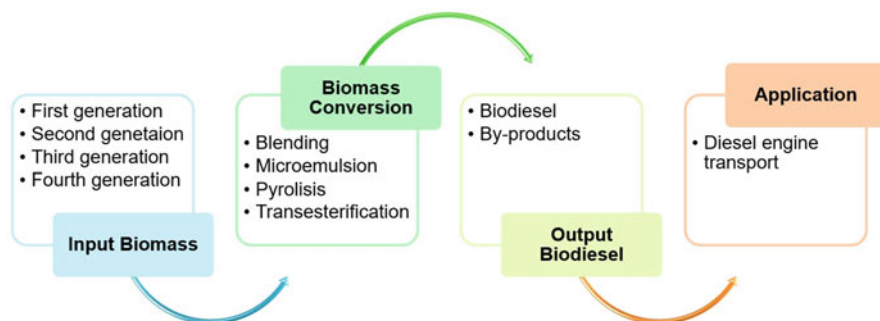 • First generation
• Second genetaion
• Third generation
• Fourth generation
Input Biomass
Biomass
Conversion
• Blending
• Microemulsion
• Pyrolisis
• Transesterification
• Biodiesel
• By-products
Output
Biodiesel
Application
• Diesel engine
transport